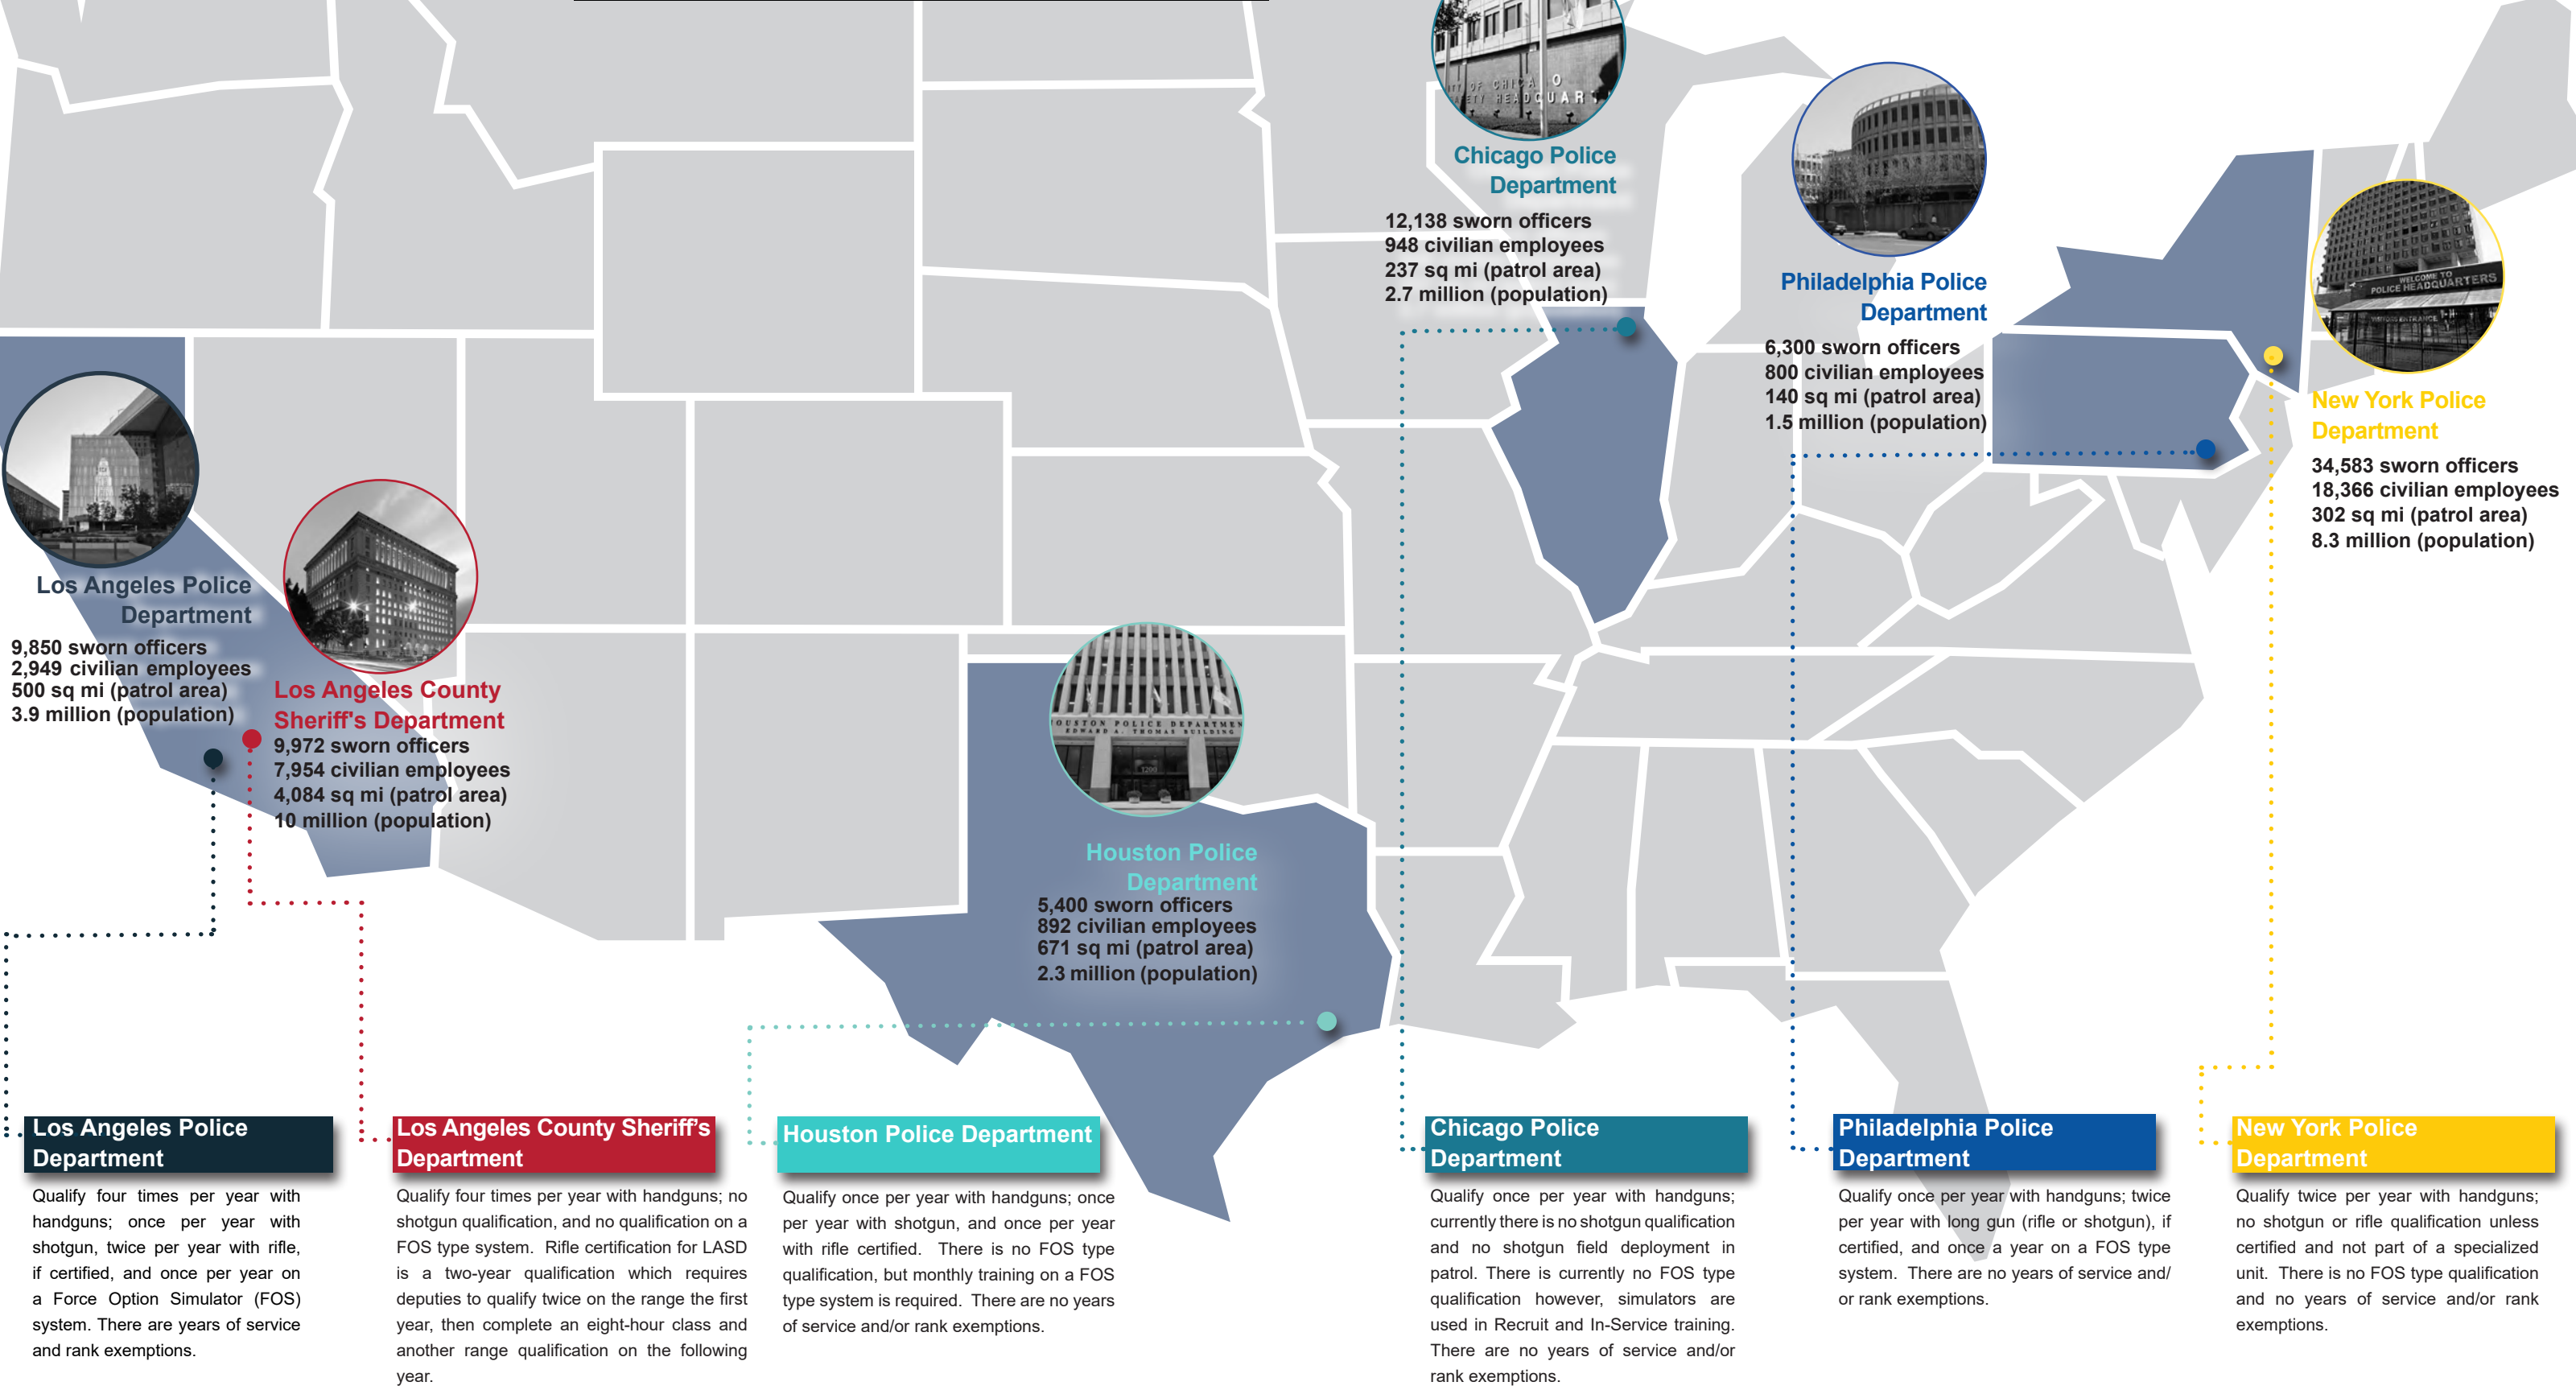 CITY OF CHICAGO
SAFETY HEADQUAR
Chicago Police
Department
12,138 sworn officers
948 civilian employees
237 sq mi (patrol area)
2.7 million (population)
Philadelphia Police
Department
6,300 sworn officers
800 civilian employees
140 sq mi (patrol area)
1.5 million (population)
WELCOME TO
POLICE HEADQUARTERS
ENTRANCE
New York Police
Department
34,583 sworn officers
18,366 civilian employees
302 sq mi (patrol area)
8.3 million (population)
Los Angeles Police
Department
9,850 sworn officers
2,949 civilian employees
500 sq mi (patrol area)
3.9 million (population)
Los Angeles County
Sheriff's Department
9,972 sworn officers
7,954 civilian employees
4,084 sq mi (patrol area)
10 million (population)
OUSTON POLICE DEPARTMEN
EDWARD A. THOMAS BUILDING
1200
Houston Police
Department
5,400 sworn officers
892 civilian employees
671 sq mi (patrol area)
2.3 million (population)
Los Angeles Police
Department
Qualify four times per year with
handguns; once per year with
shotgun, twice per year with rifle,
if certified, and once per year on
a Force Option Simulator (FOS)
system. There are years of service
and rank exemptions.
Los Angeles County Sheriff's
Department
Qualify four times per year with handguns; no
shotgun qualification, and no qualification on a
FOS type system. Rifle certification for LASD
is a two-year qualification which requires
deputies to qualify twice on the range the first
year, then complete an eight-hour class and
another range qualification on the following
year.
Houston Police Department
Qualify once per year with handguns; once
per year with shotgun, and once per year
with rifle certified. There is no FOS type
qualification, but monthly training on a FOS
type system is required. There are no years
of service and/or rank exemptions.
Chicago Police
Department
Qualify once per year with handguns;
currently there is no shotgun qualification
and no shotgun field deployment in
patrol. There is currently no FOS type
qualification however, simulators are
used in Recruit and In-Service training.
There are no years of service and/or
rank exemptions.
Philadelphia Police
Department
Qualify once per year with handguns; twice
per year with long gun (rifle or shotgun), if
certified, and once a year on a FOS type
system. There are no years of service and/
or rank exemptions.
New York Police
Department
Qualify twice per year with handguns;
no shotgun or rifle qualification unless
certified and not part of a specialized
unit. There is no FOS type qualification
and no years of service and/or rank
exemptions.